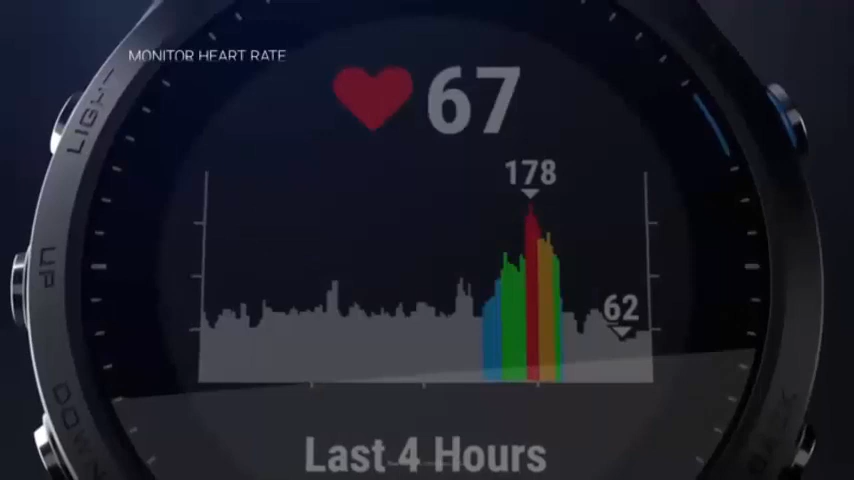 MONITOR HEART RATE
67
178
62
Last 4 Hours
LIGHT
UP
DOWN